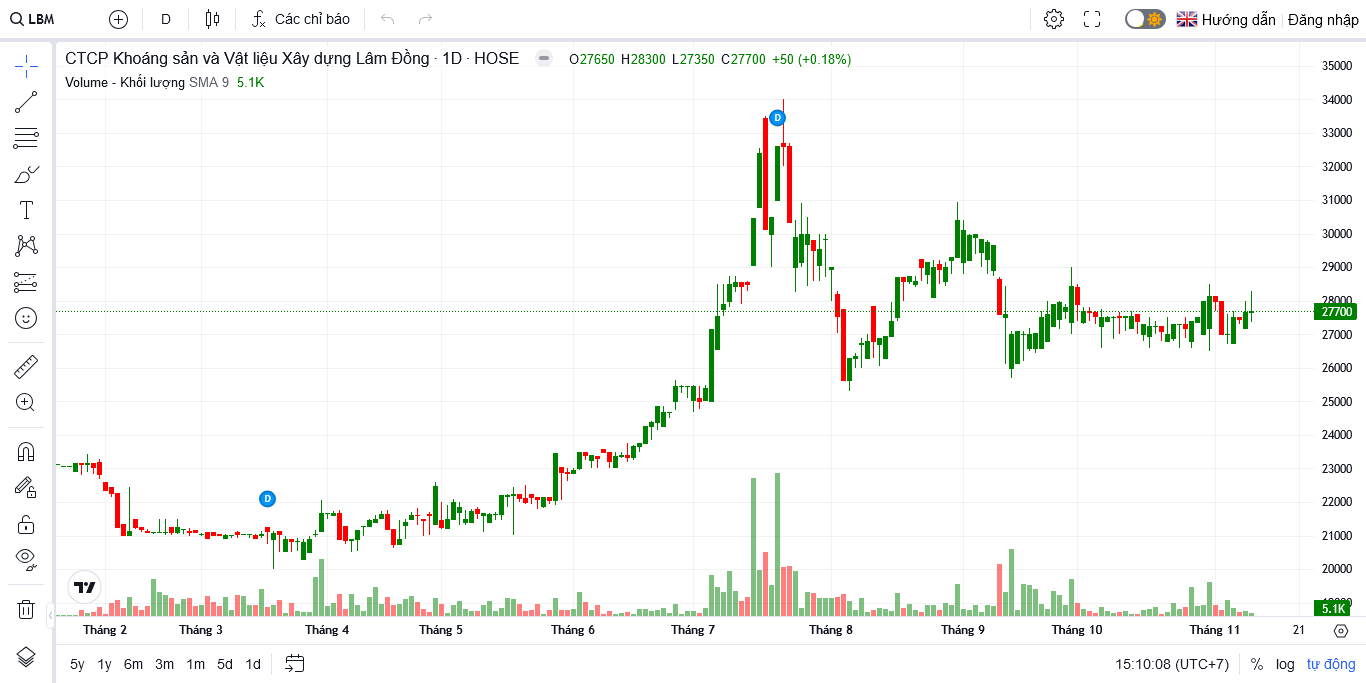 LBM D Các chỉ báo Hướng dẫn Đăng nhập
CTCP Khoáng sản và Vật liệu Xây dựng Lâm Đồng · 1D · HOSE O27650 H28300 L27350 C27700 +50 (+0.18%)
Volume - Khối lượng SMA 9 5.1K
35000
34000
33000
32000
31000
30000
29000
28000
27700
27000
26000
25000
24000
23000
22000
21000
20000
5.1K
D
D
Tháng 2 Tháng 3 Tháng 4 Tháng 5 Tháng 6 Tháng 7 Tháng 8 Tháng 9 Tháng 10 Tháng 11 21
5y 1y 6m 3m 1m 5d 1d 15:10:08 (UTC+7) % log tự động